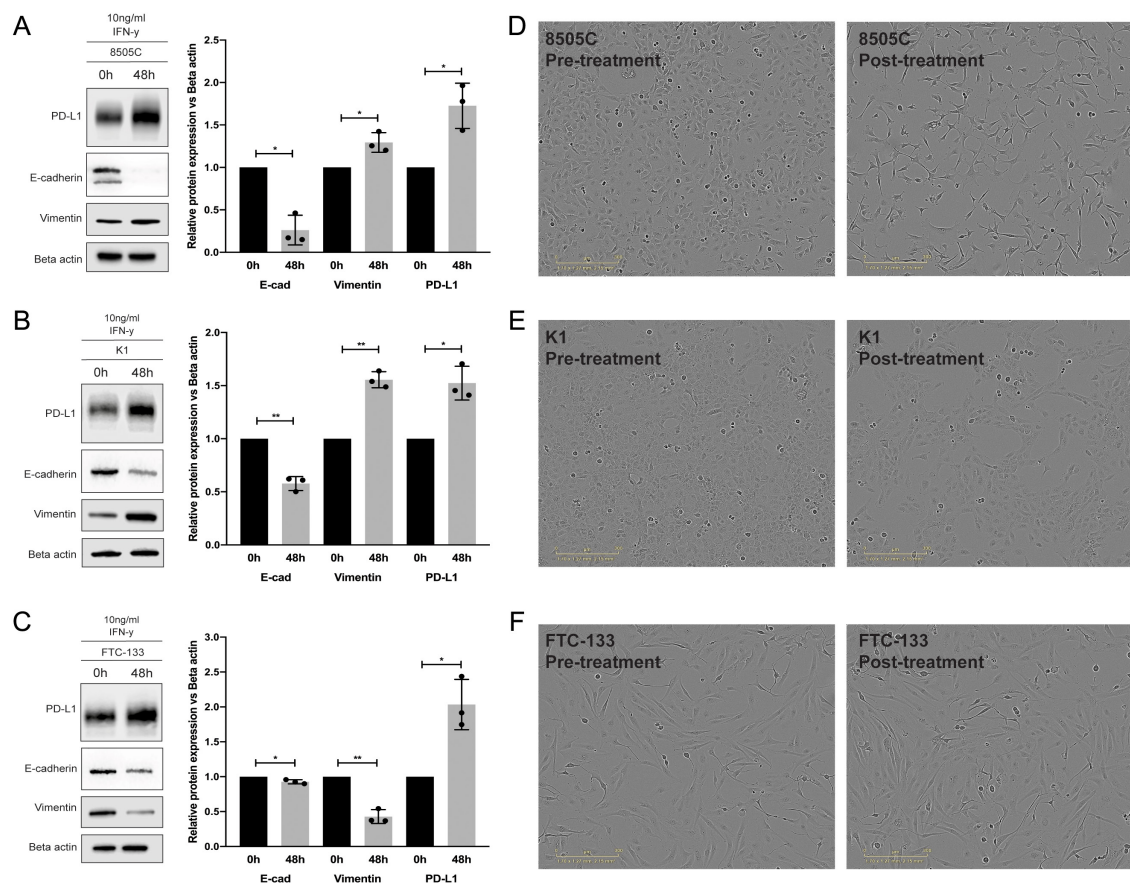 A
10ng/ml
IFN-y
8505C
0h 48h
PD-L1
E-cadherin
Vimentin
Beta actin
Relative protein expression vs Beta actin
2.5
2.0
1.5
1.0
0.5
0.0
* * *
0h 48h 0h 48h 0h 48h
E-cad Vimentin PD-L1
B
10ng/ml
IFN-y
K1
0h 48h
PD-L1
E-cadherin
Vimentin
Beta actin
Relative protein expression vs Beta actin
2.0
1.5
1.0
0.5
0.0
** ** *
0h 48h 0h 48h 0h 48h
E-cad Vimentin PD-L1
C
10ng/ml
IFN-y
FTC-133
0h 48h
PD-L1
E-cadherin
Vimentin
Beta actin
Relative protein expression vs Beta actin
3.0
2.5
2.0
1.5
1.0
0.5
0.0
* ** *
0h 48h 0h 48h 0h 48h
E-cad Vimentin PD-L1
D
8505C
Pre-treatment
8505C
Post-treatment
E
K1
Pre-treatment
K1
Post-treatment
F
FTC-133
Pre-treatment
FTC-133
Post-treatment